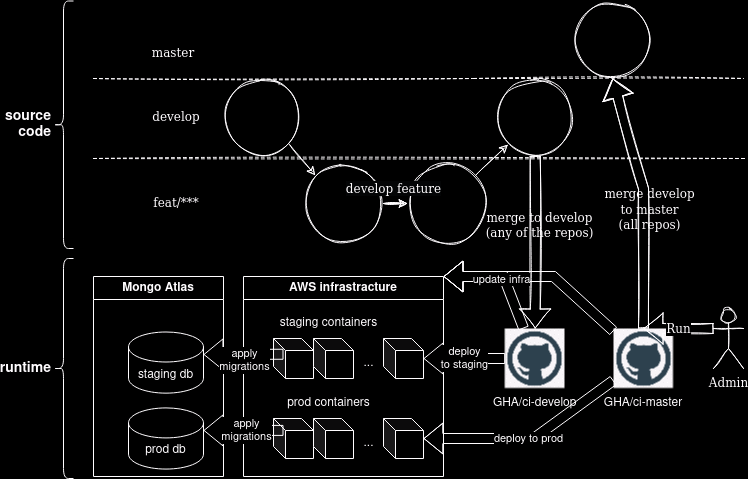 master
source
code
develop
develop feature
feat/***
merge develop
to master
(all repos)
merge to develop
(any of the repos)
runtime
Mongo Atlas
AWS infrastracture
update infra
staging containers
Run
staging db
apply
migrations
...
deploy
to staging
Admin
prod containers
GHA/ci-develop
GHA/ci-master
prod db
apply
migrations
...
deploy to prod